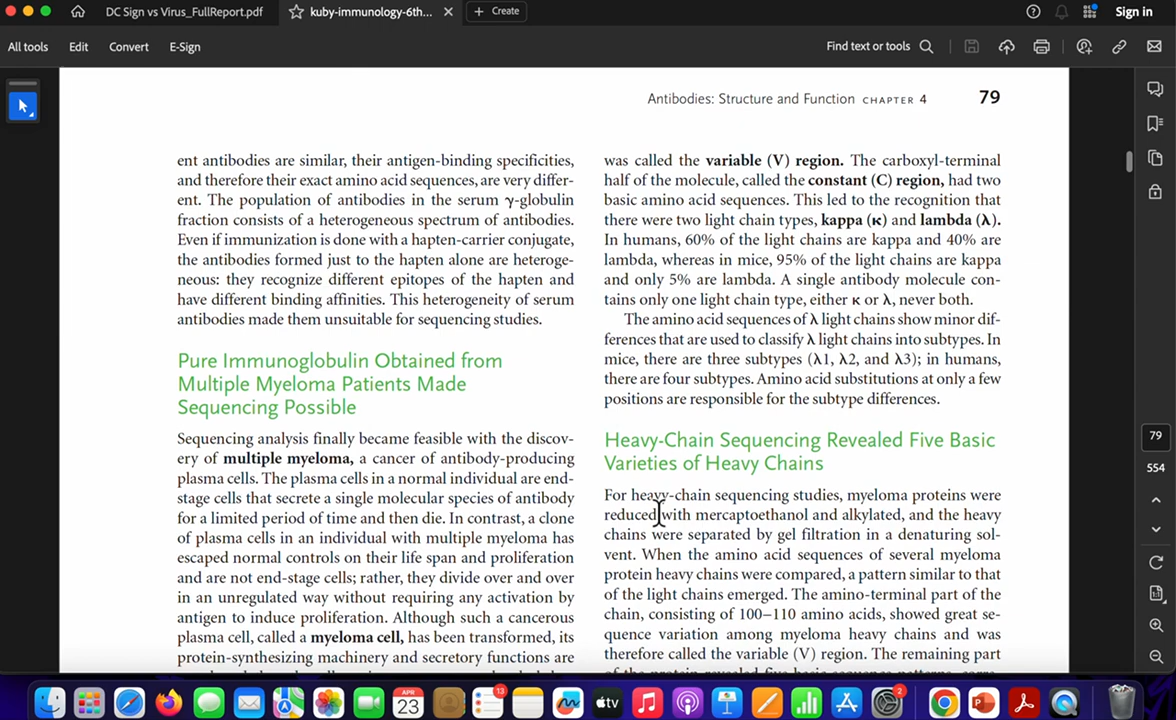 DC Sign vs Virus_FullReport.pdf
kuby-immunology-6th...
Create
Sign in
All tools
Edit
Convert
E-Sign
Find text or tools
Antibodies: Structure and Function CHAPTER 4 79
ent antibodies are similar, their antigen-binding specificities,
and therefore their exact amino acid sequences, are very differ-
ent. The population of antibodies in the serum γ-globulin
fraction consists of a heterogeneous spectrum of antibodies.
Even if immunization is done with a hapten-carrier conjugate,
the antibodies formed just to the hapten alone are heteroge-
neous: they recognize different epitopes of the hapten and
have different binding affinities. This heterogeneity of serum
antibodies made them unsuitable for sequencing studies.
Pure Immunoglobulin Obtained from
Multiple Myeloma Patients Made
Sequencing Possible
Sequencing analysis finally became feasible with the discov-
ery of multiple myeloma, a cancer of antibody-producing
plasma cells. The plasma cells in a normal individual are end-
stage cells that secrete a single molecular species of antibody
for a limited period of time and then die. In contrast, a clone
of plasma cells in an individual with multiple myeloma has
escaped normal controls on their life span and proliferation
and are not end-stage cells; rather, they divide over and over
in an unregulated way without requiring any activation by
antigen to induce proliferation. Although such a cancerous
plasma cell, called a myeloma cell, has been transformed, its
protein-synthesizing machinery and secretory functions are
was called the variable (V) region. The carboxyl-terminal
half of the molecule, called the constant (C) region, had two
basic amino acid sequences. This led to the recognition that
there were two light chain types, kappa (κ) and lambda (λ).
In humans, 60% of the light chains are kappa and 40% are
lambda, whereas in mice, 95% of the light chains are kappa
and only 5% are lambda. A single antibody molecule con-
tains only one light chain type, either κ or λ, never both.
The amino acid sequences of λ light chains show minor dif-
ferences that are used to classify λ light chains into subtypes. In
mice, there are three subtypes (λ1, λ2, and λ3); in humans,
there are four subtypes. Amino acid substitutions at only a few
positions are responsible for the subtype differences.
Heavy-Chain Sequencing Revealed Five Basic
Varieties of Heavy Chains
For heavy-chain sequencing studies, myeloma proteins were
reduced with mercaptoethanol and alkylated, and the heavy
chains were separated by gel filtration in a denaturing sol-
vent. When the amino acid sequences of several myeloma
protein heavy chains were compared, a pattern similar to that
of the light chains emerged. The amino-terminal part of the
chain, consisting of 100–110 amino acids, showed great se-
quence variation among myeloma heavy chains and was
therefore called the variable (V) region. The remaining part
of the protein revealed five basic sequence patterns, corre-
79
554
APR
23
13
tv
2